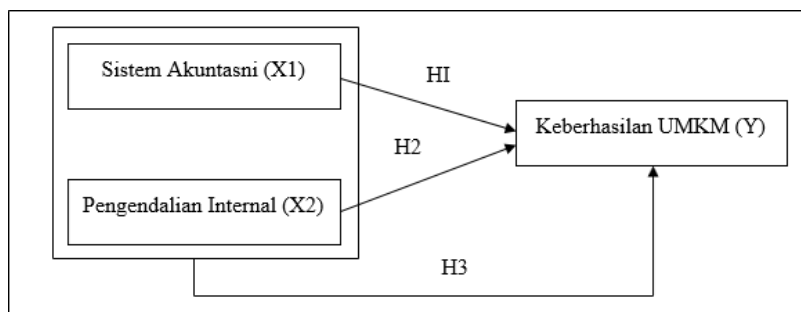 Sistem Akuntasni (X1)
HI
Keberhasilan UMKM (Y)
H2
Pengendalian Internal (X2)
H3